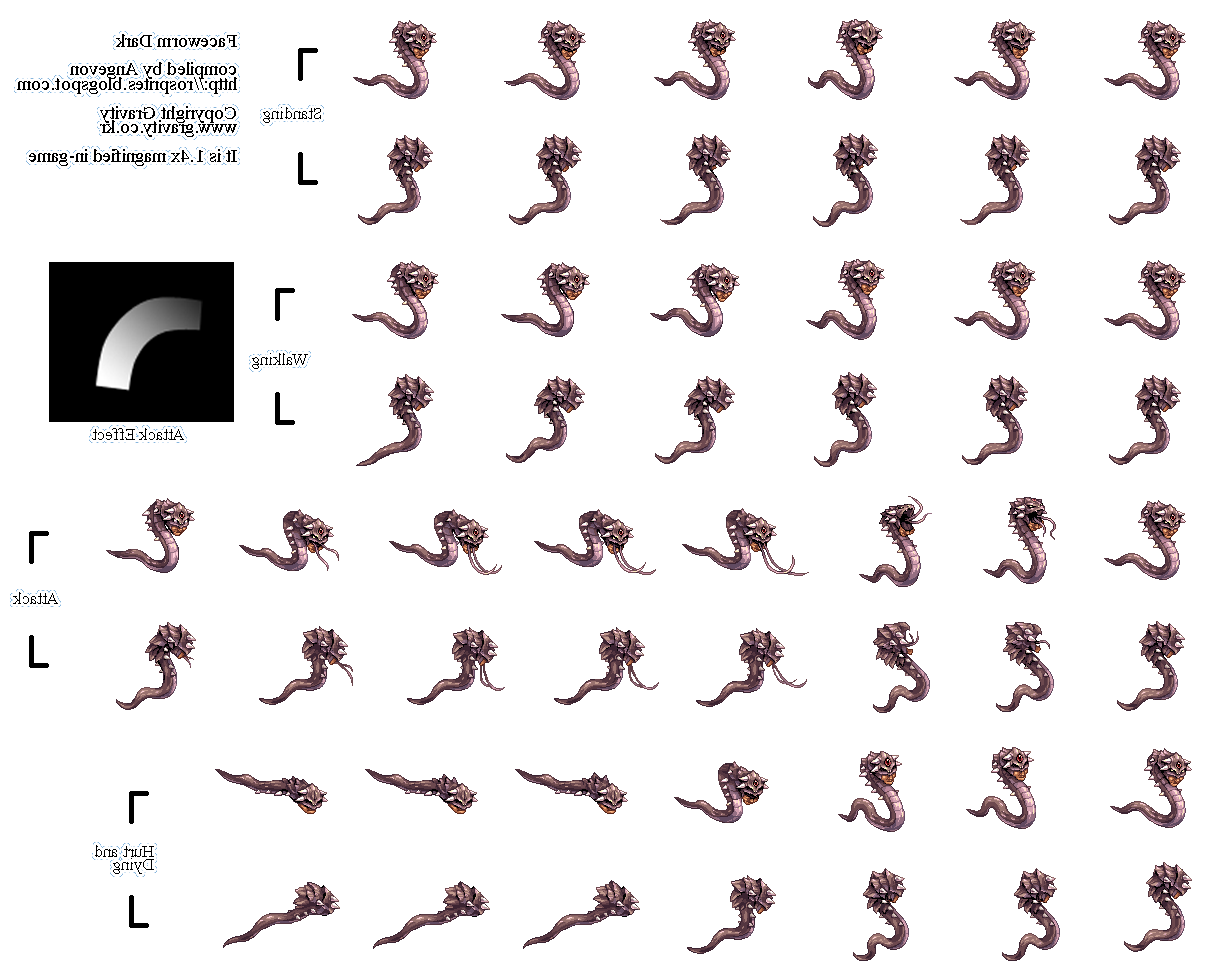 Faceworm Dark
compiled by Angevon
http://rosprites.blogspot.com
Copyright Gravity
www.gravity.co.kr
It is 1.4x magnified in-game
Standing
Walking
Attack Effect
Attack
Hurt and
Dying